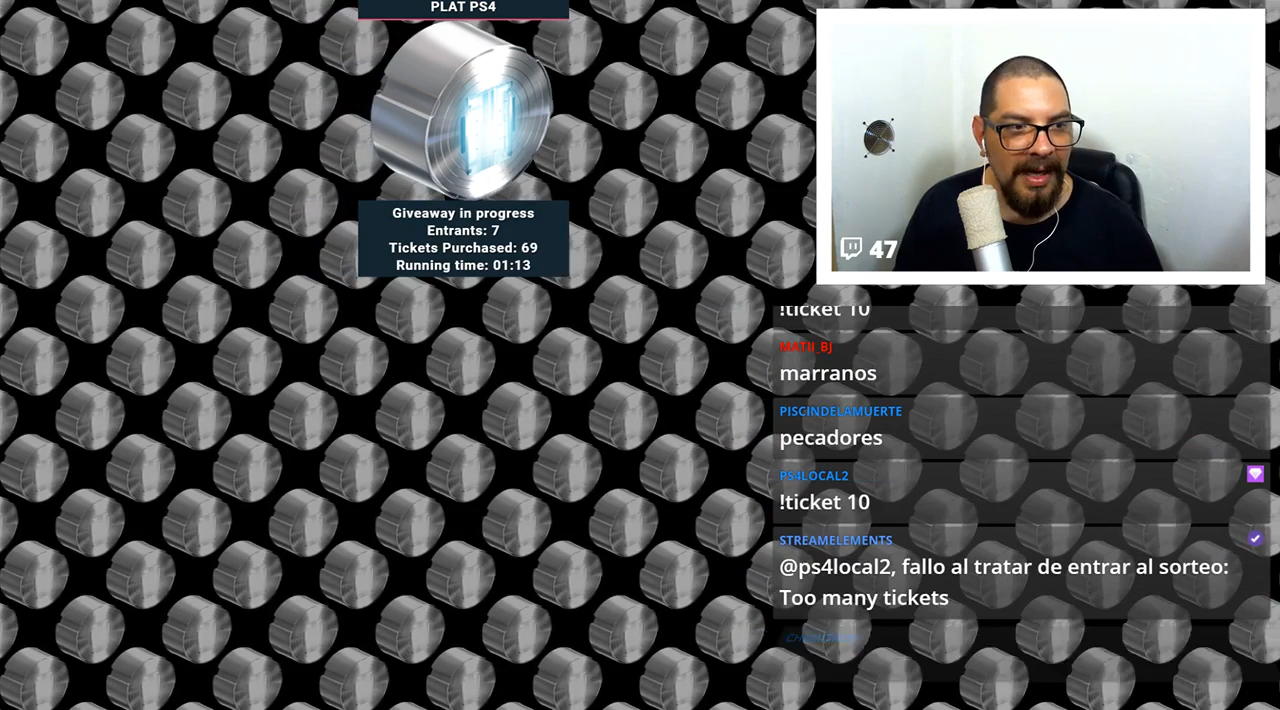 PLAT PS4
Giveaway in progress
Entrants: 7
Tickets Purchased: 69
Running time: 01:13
47
!ticket 10
MATII_BJ
marranos
PISCINDELAMUERTE
pecadores
PS4LOCAL2
!ticket 10
STREAMELEMENTS
@ps4local2, fallo al tratar de entrar al sorteo:
Too many tickets